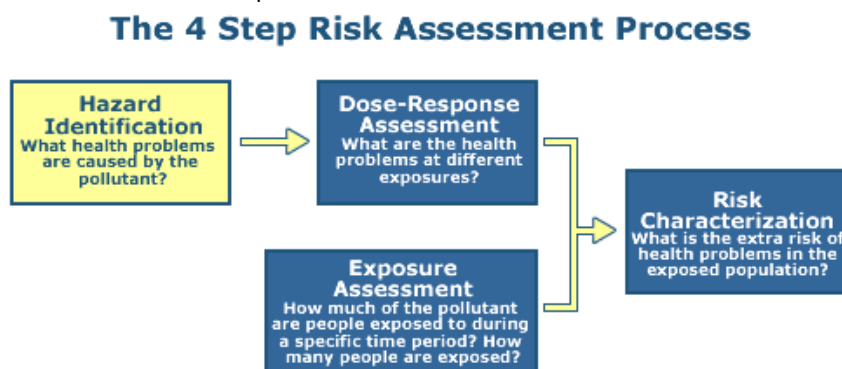 The 4 Step Risk Assessment Process
Hazard
Identification
What health problems
are caused by the
pollutant?
Dose-Response
Assessment
What are the health
problems at different
exposures?
Exposure
Assessment
How much of the pollutant
are people exposed to during
a specific time period? How
many people are exposed?
Risk
Characterization
What is the extra risk of
health problems in the
exposed population?